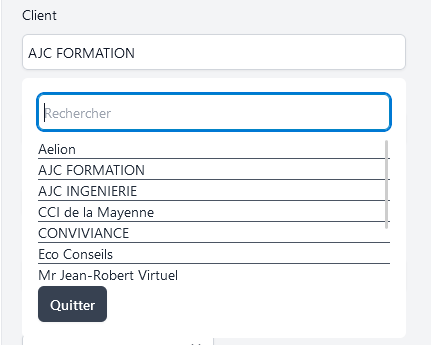 Client
AJC FORMATION
Rechercher
Aelion
AJC FORMATION
AJC INGENIERIE
CCI de la Mayenne
CONVIVIANCE
Eco Conseils
Mr Jean-Robert Virtuel
Quitter